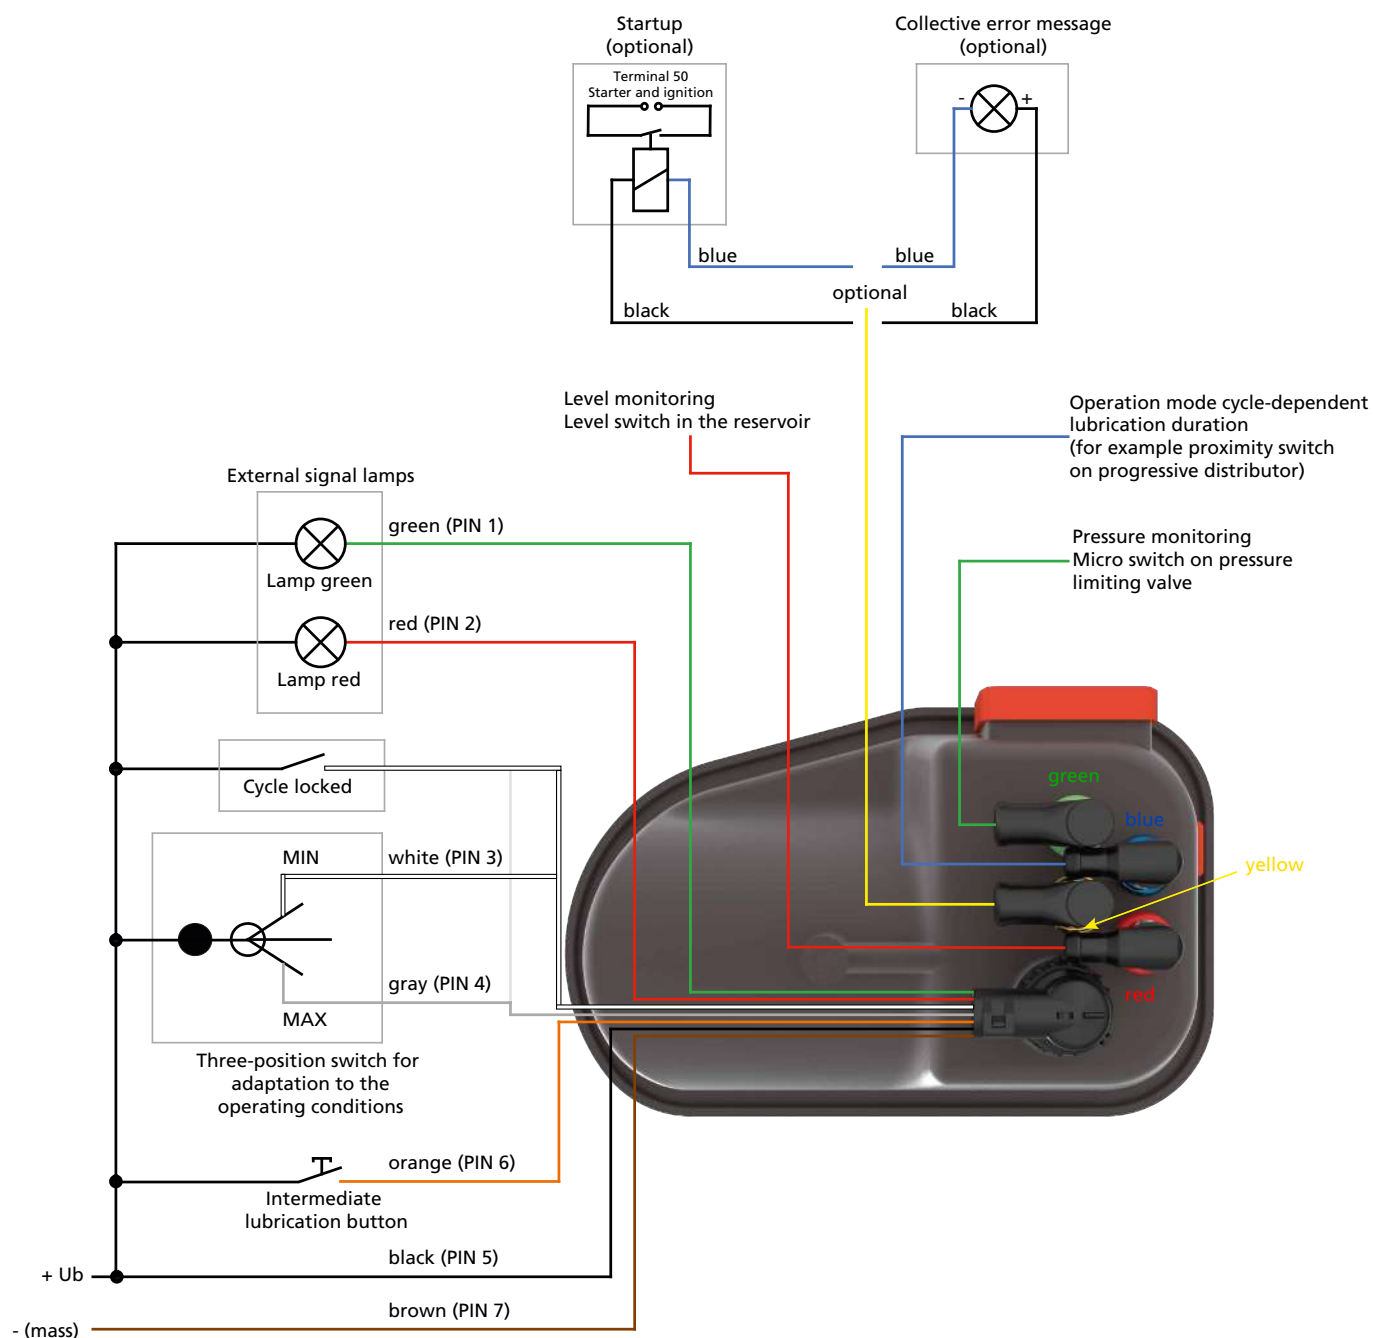 Startup
(optional)
Collective error message
(optional)
Terminal 50
Starter and ignition
-
+
blue
blue
optional
black
black
Level monitoring
Level switch in the reservoir
Operation mode cycle-dependent
lubrication duration
(for example proximity switch
on progressive distributor)
External signal lamps
green (PIN 1)
Lamp green
Pressure monitoring
Micro switch on pressure
limiting valve
red (PIN 2)
Lamp red
green
Cycle locked
blue
MIN
white (PIN 3)
yellow
gray (PIN 4)
red
MAX
Three-position switch for
adaptation to the
operating conditions
orange (PIN 6)
Intermediate
lubrication button
black (PIN 5)
+ Ub
brown (PIN 7)
- (mass)